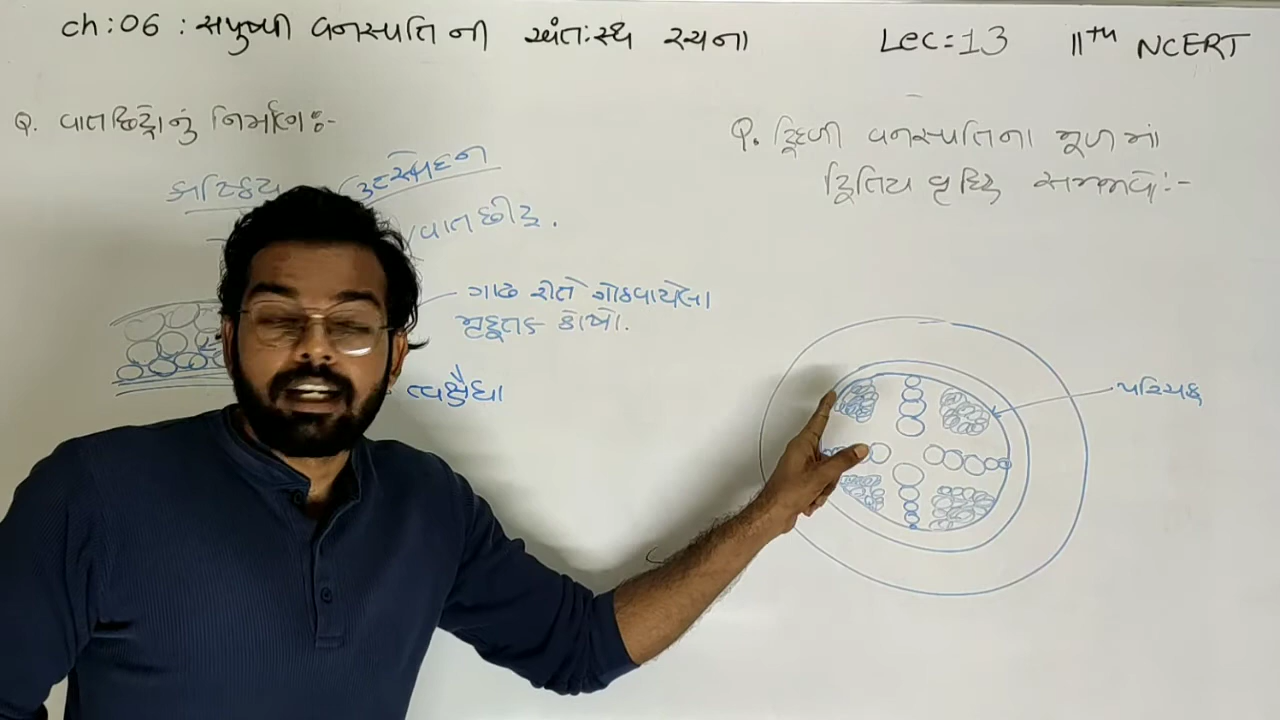 ch:06 : સપુષ્પી વનસ્પતિની અંતઃસ્થ રચના Lec:13 11th NCERT
Q. વાતછિદ્રોનું નિર્માણ:-
ઉત્સ્વેદન
વાતછીદ્ર.
ગાઢ રીતે ગોઠવાયેલા
મૃદૂતક કોષો.
ત્વક્ષૈધા
Q. દ્વિદળી વનસ્પતિના મૂળમાં
દ્વિતિય વૃદ્ધિ સમજાવો:-
પરિચક્ર